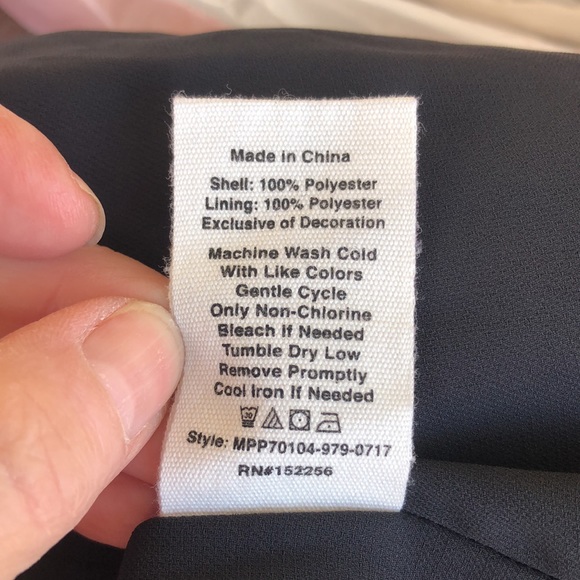 Made in China
Shell: 100% Polyester
Lining: 100% Polyester
Exclusive of Decoration
Machine Wash Cold
With Like Colors
Gentle Cycle
Only Non-Chlorine
Bleach If Needed
Tumble Dry Low
Remove Promptly
Cool Iron If Needed
30
Style: MPP70104-979-0717
RN#152256